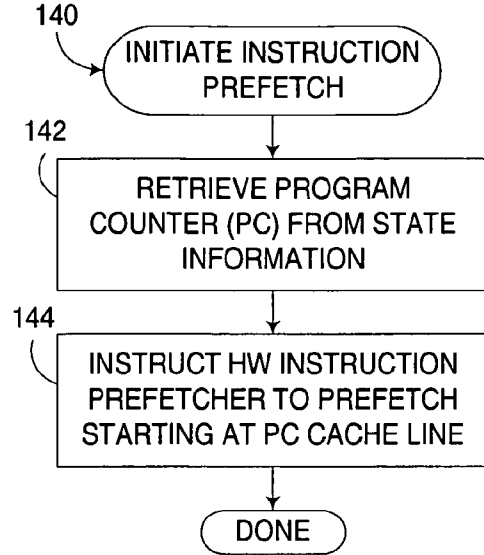 140
INITIATE INSTRUCTION
PREFETCH
142
RETRIEVE PROGRAM
COUNTER (PC) FROM STATE
INFORMATION
144
INSTRUCT HW INSTRUCTION
PREFETCHER TO PREFETCH
STARTING AT PC CACHE LINE
DONE